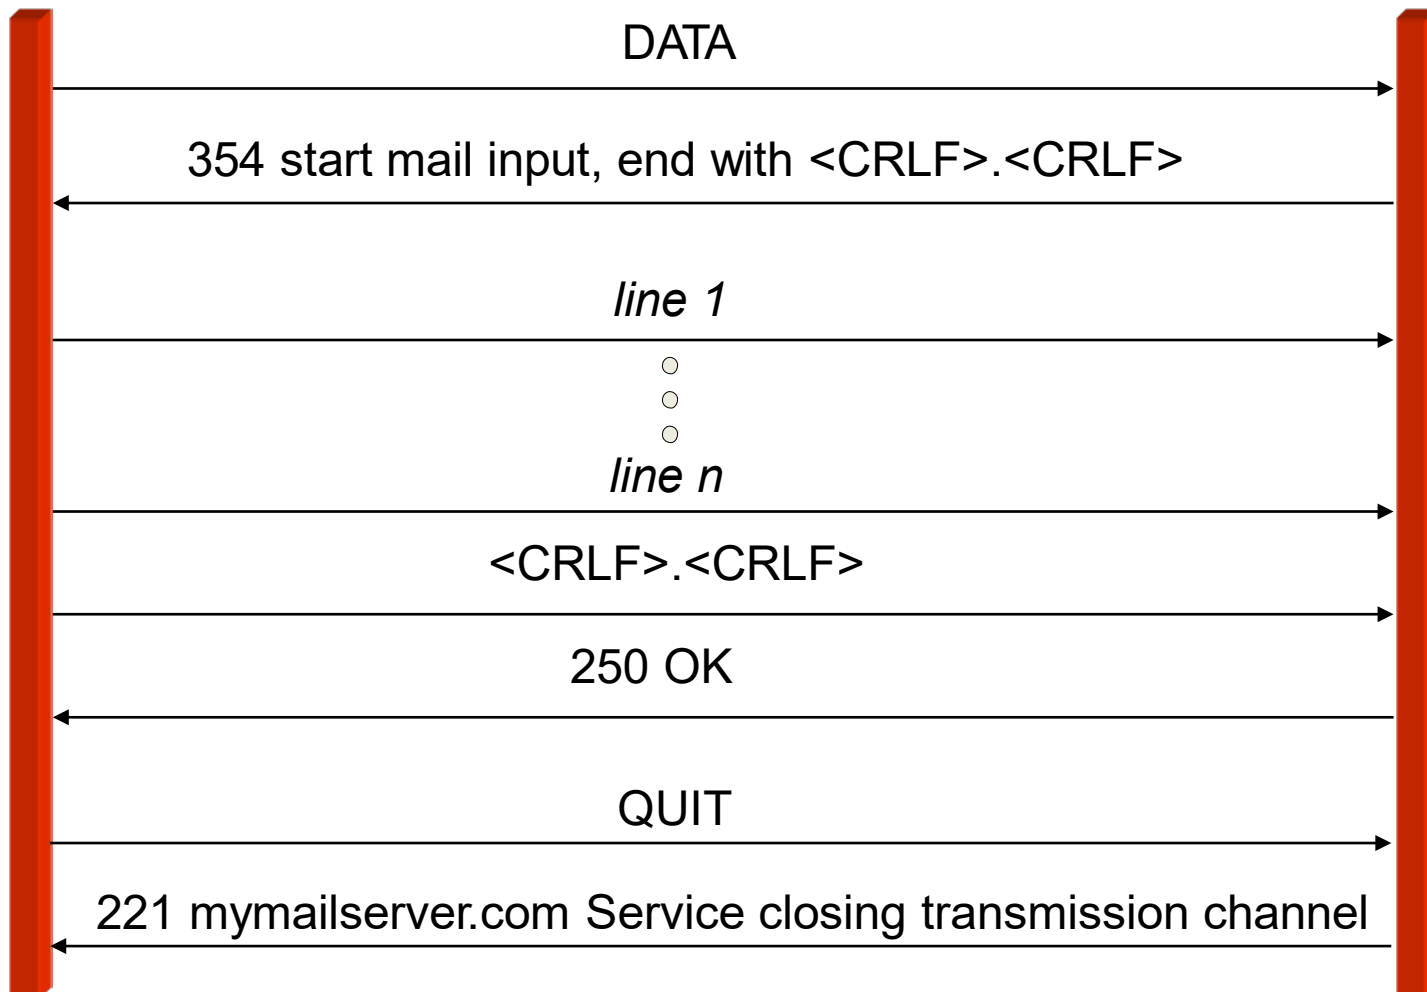 DATA
354 start mail input, end with <CRLF>.<CRLF>
line 1
line n
<CRLF>.<CRLF>
250 OK
QUIT
221 mymailserver.com Service closing transmission channel